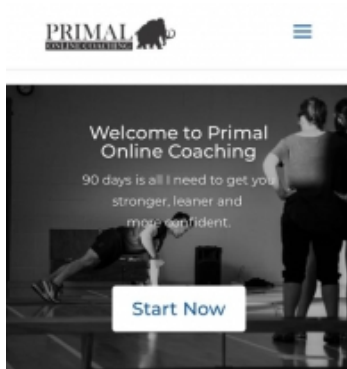 PRIMAL
ONLINE COACHING
Welcome to Primal
Online Coaching
90 days is all I need to get you
stronger, leaner and
more confident.
Start Now